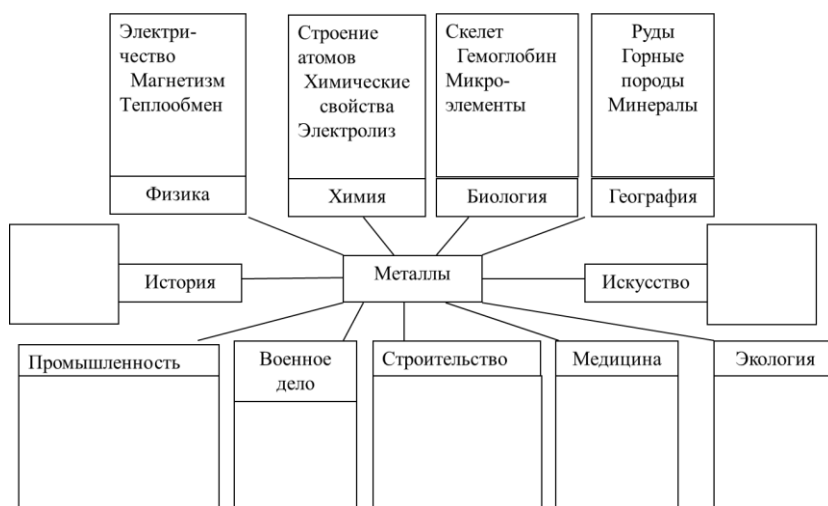 Электри-
чество
Магнетизм
Теплообмен
Физика
Строение
атомов
Химические
свойства
Электролиз
Химия
Скелет
Гемоглобин
Микро-
элементы
Биология
Руды
Горные
породы
Минералы
География
История
Металлы
Искусство
Промышленность
Военное
дело
Строительство
Медицина
Экология